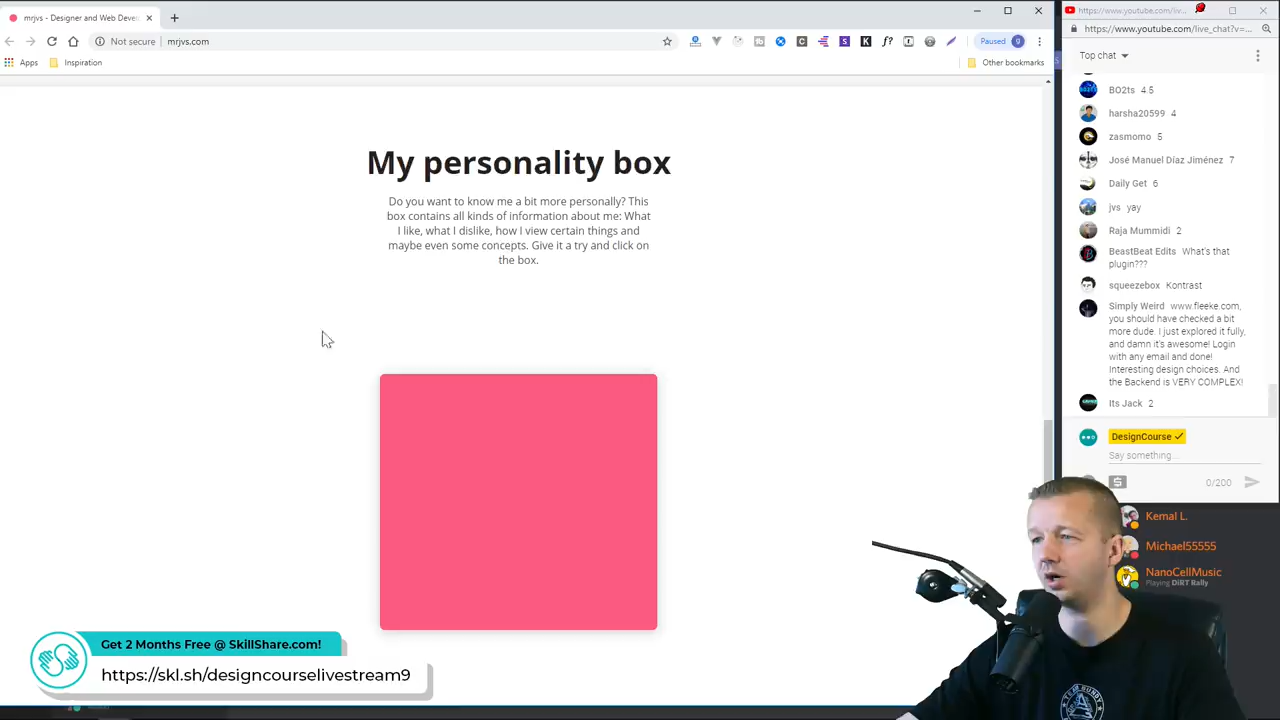 mrjvs - Designer and Web Deve
https://www.youtube.com/liv...
Not secure
mrjvs.com
Paused
g
https://www.youtube.com/live_chat?v=...
Apps
Inspiration
Other bookmarks
Top chat
My personality box
Do you want to know me a bit more personally? This
box contains all kinds of information about me: What
I like, what I dislike, how I view certain things and
maybe even some concepts. Give it a try and click on
the box.
BO2ts 4.5
harsha20599 4
zasmomo 5
José Manuel Díaz Jiménez 7
Daily Get 6
jvs yay
Raja Mummidi 2
BeastBeat Edits What's that
plugin???
squeezebox Kontrast
Simply Weird www.fleeke.com,
you should have checked a bit
more dude. I just explored it fully,
and damn it's awesome! Login
with any email and done!
Interesting design choices. And
the Backend is VERY COMPLEX!
Its Jack 2
DesignCourse
Say something...
0/200
Kemal L.
Michael55555
NanoCellMusic
Playing DiRT Rally
Get 2 Months Free @ SkillShare.com!
https://skl.sh/designcourselivestream9